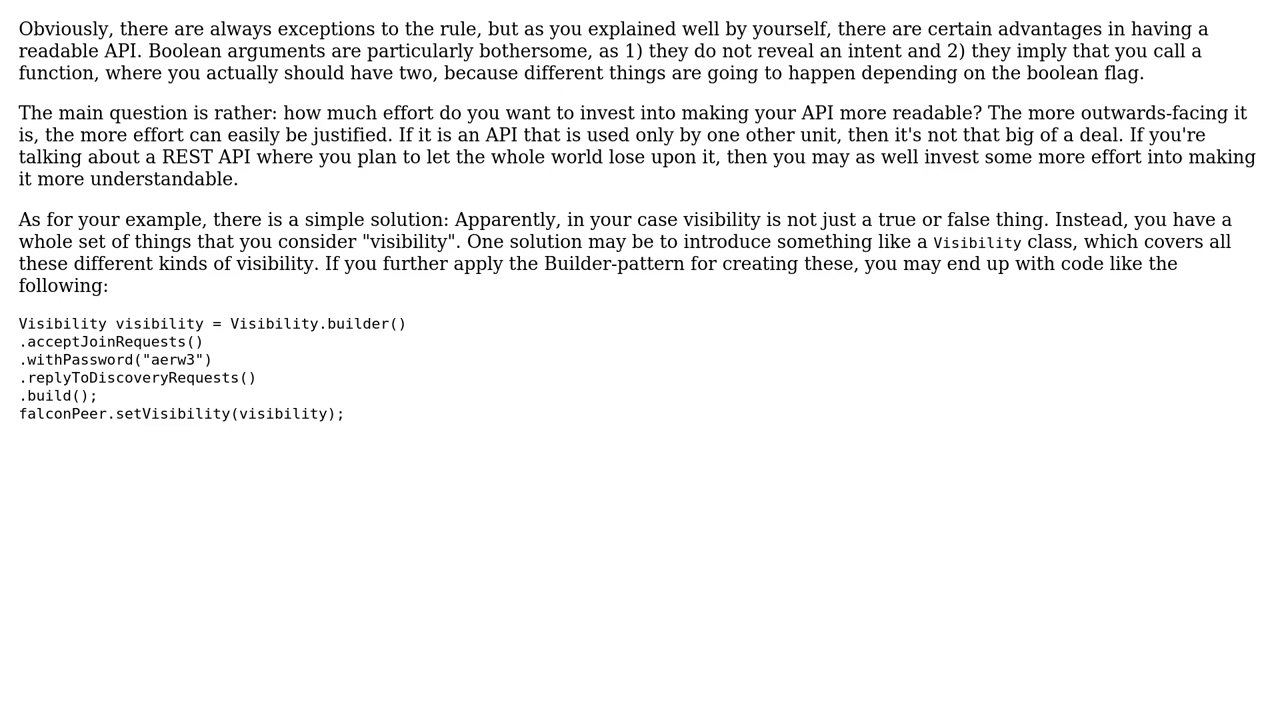 Obviously, there are always exceptions to the rule, but as you explained well by yourself, there are certain advantages in having a
readable API. Boolean arguments are particularly bothersome, as 1) they do not reveal an intent and 2) they imply that you call a
function, where you actually should have two, because different things are going to happen depending on the boolean flag.
The main question is rather: how much effort do you want to invest into making your API more readable? The more outwards-facing it
is, the more effort can easily be justified. If it is an API that is used only by one other unit, then it's not that big of a deal. If you're
talking about a REST API where you plan to let the whole world lose upon it, then you may as well invest some more effort into making
it more understandable.
As for your example, there is a simple solution: Apparently, in your case visibility is not just a true or false thing. Instead, you have a
whole set of things that you consider "visibility". One solution may be to introduce something like a Visibility class, which covers all
these different kinds of visibility. If you further apply the Builder-pattern for creating these, you may end up with code like the
following:
Visibility visibility = Visibility.builder()
.acceptJoinRequests()
.withPassword("aerw3")
.replyToDiscoveryRequests()
.build();
falconPeer.setVisibility(visibility);